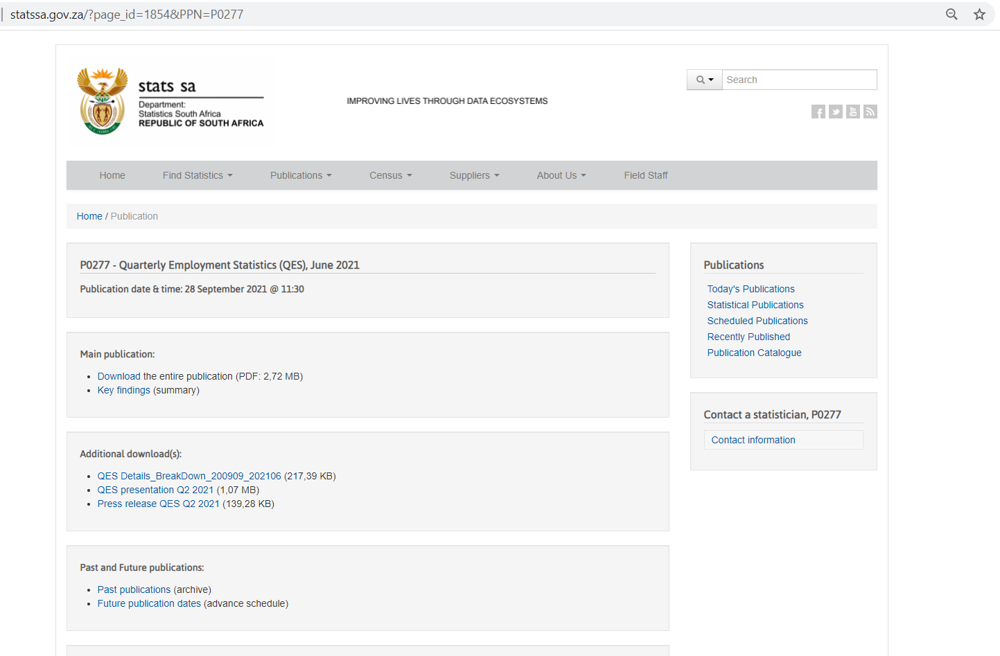 statssa.gov.za/?page_id=1854&PPN=P0277
stats sa
Department:
Statistics South Africa
REPUBLIC OF SOUTH AFRICA
IMPROVING LIVES THROUGH DATA ECOSYSTEMS
Search
Home Find Statistics Publications Census Suppliers About Us Field Staff
Home / Publication
P0277 - Quarterly Employment Statistics (QES), June 2021
Publication date & time: 28 September 2021 @ 11:30
Main publication:
Download the entire publication (PDF: 2,72 MB)
Key findings (summary)
Additional download(s):
QES Details_BreakDown_200909_202106 (217,39 KB)
QES presentation Q2 2021 (1,07 MB)
Press release QES Q2 2021 (139,28 KB)
Past and Future publications:
Past publications (archive)
Future publication dates (advance schedule)
Publications
Today's Publications
Statistical Publications
Scheduled Publications
Recently Published
Publication Catalogue
Contact a statistician, P0277
Contact information